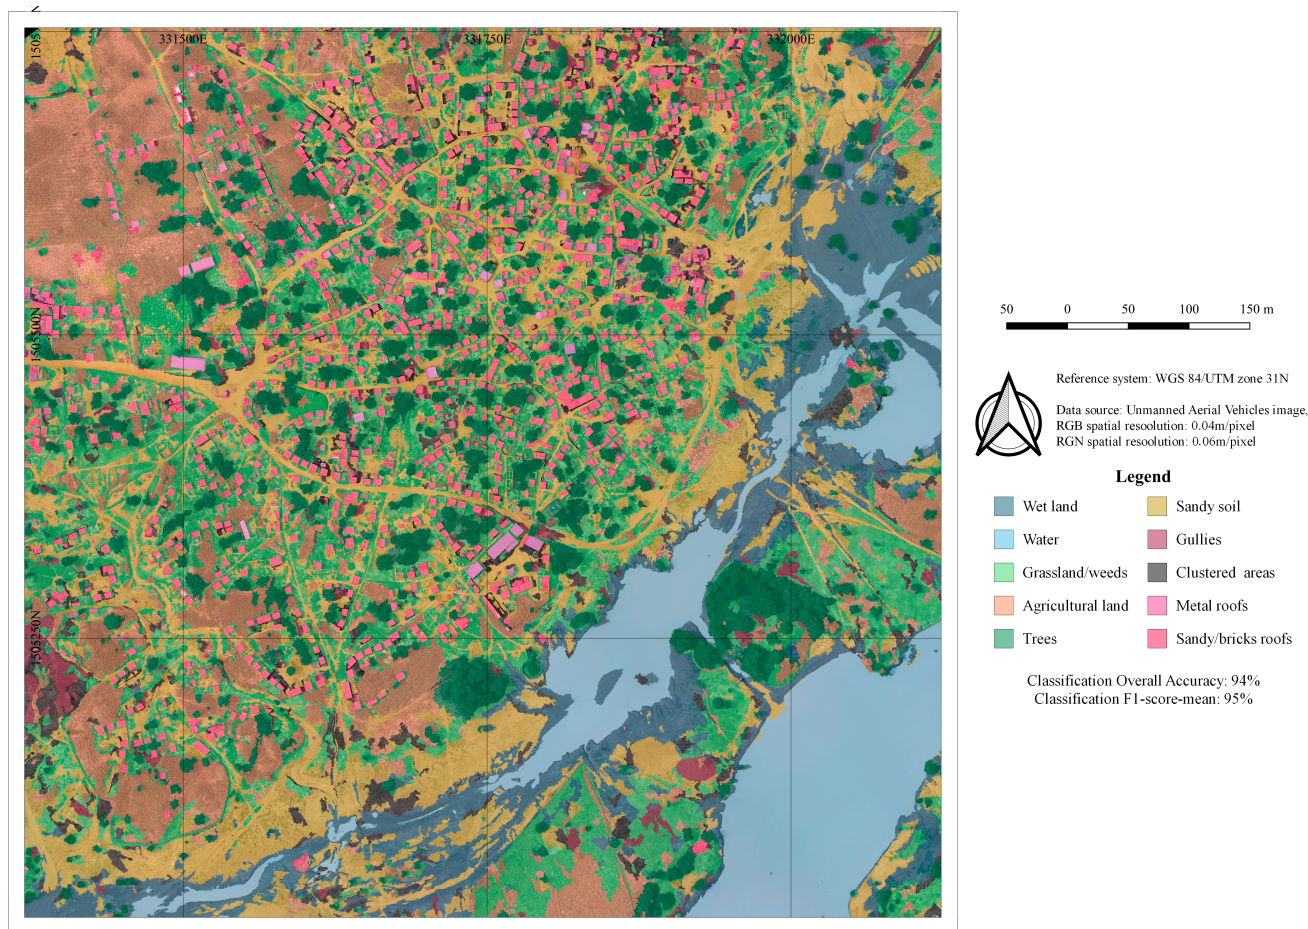 331500E
331750E
332000E
1505
1505500N
1505250N
50 0 50 100 150 m
Reference system: WGS 84/UTM zone 31N
Data source: Unmanned Aerial Vehicles image,
RGB spatial resoolution: 0.04m/pixel
RGN spatial resoolution: 0.06m/pixel
Legend
Wet land
Sandy soil
Water
Gullies
Grassland/weeds
Clustered areas
Agricultural land
Metal roofs
Trees
Sandy/bricks roofs
Classification Overall Accuracy: 94%
Classification F1-score-mean: 95%